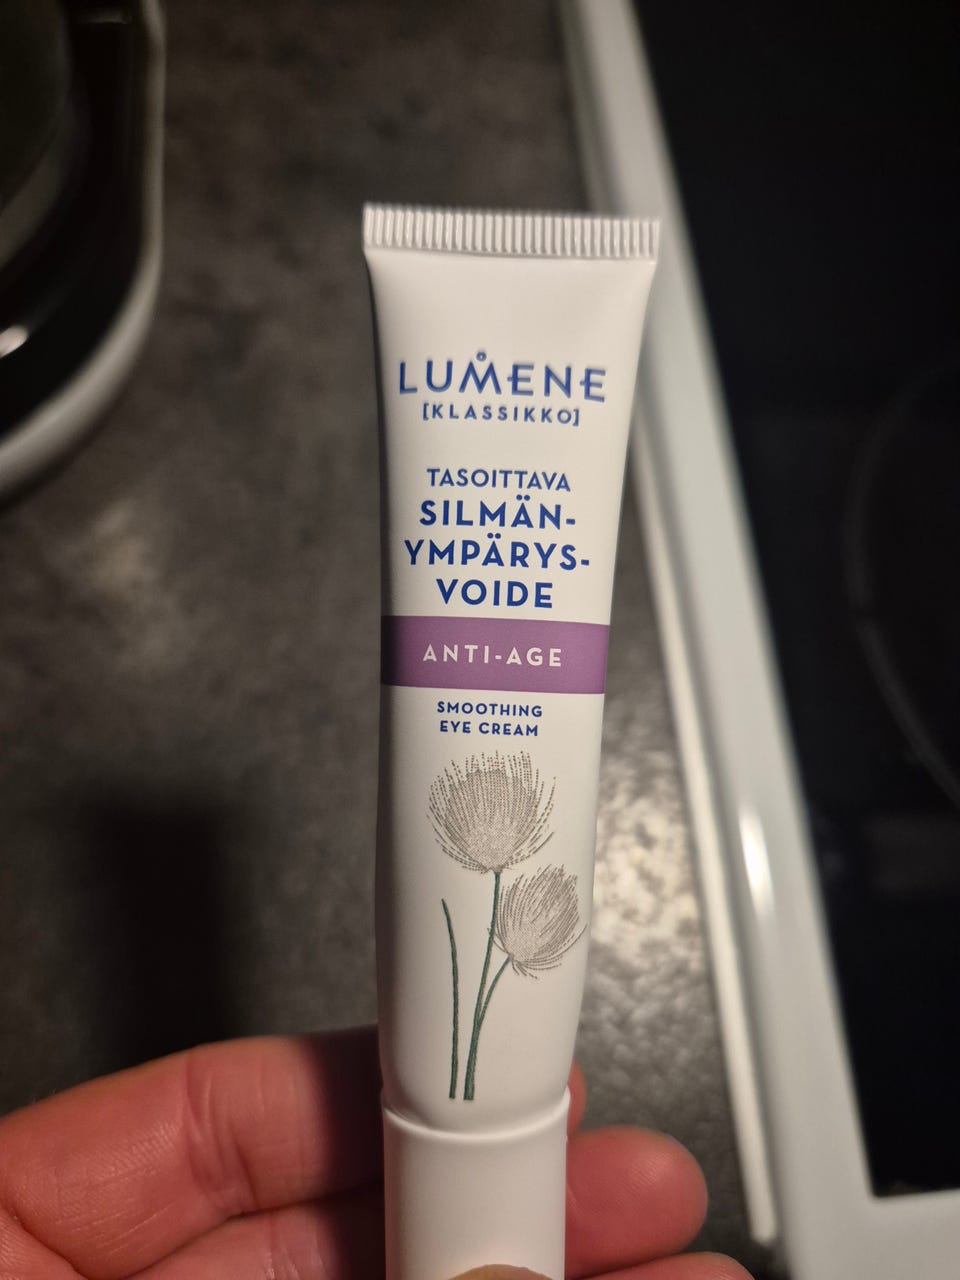 LUMENE
[KLASSIKKO]
TASOITTAVA
SILMÄN-
YMPÄRYS-
VOIDE
ANTI-AGE
SMOOTHING
EYE CREAM